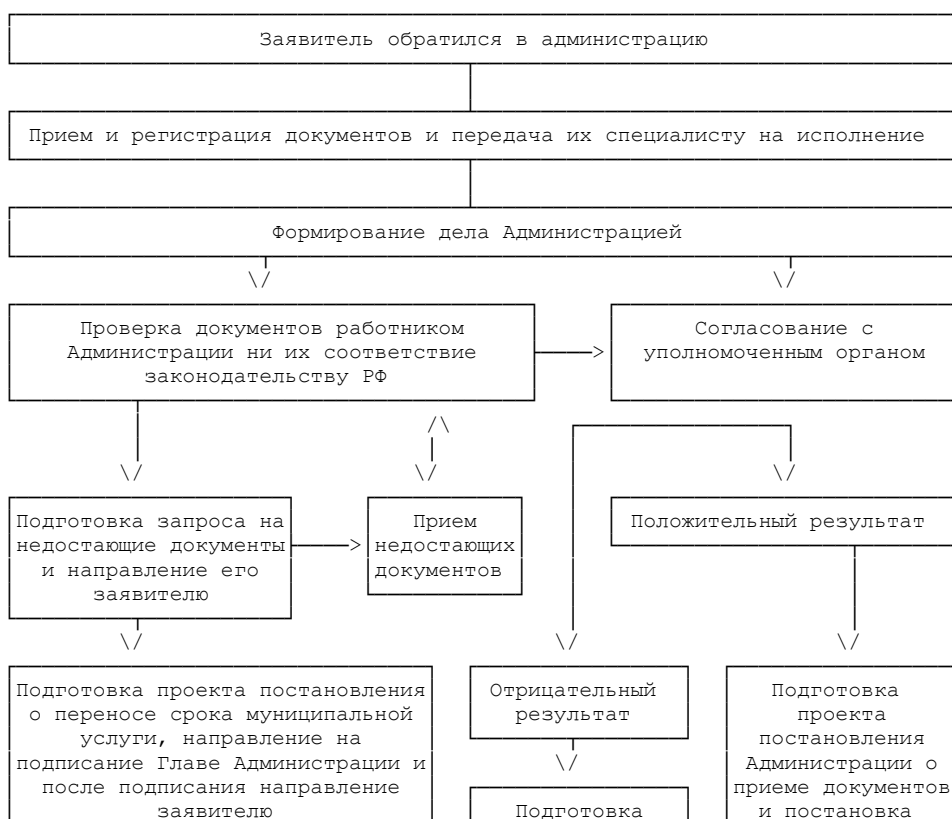 Заявитель обратился в администрацию
Прием и регистрация документов и передача их специалисту на исполнение
Формирование дела Администрацией
Проверка документов работником
Администрации ни их соответствие
законодательству РФ
Согласование с
уполномоченным органом
Подготовка запроса на
недостающие документы
и направление его
заявителю
Прием
недостающих
документов
Положительный результат
Подготовка проекта постановления
о переносе срока муниципальной
услуги, направление на
подписание Главе Администрации и
после подписания направление
заявителю
Отрицательный
результат
Подготовка
Подготовка
проекта
постановления
Администрации о
приеме документов
и постановка